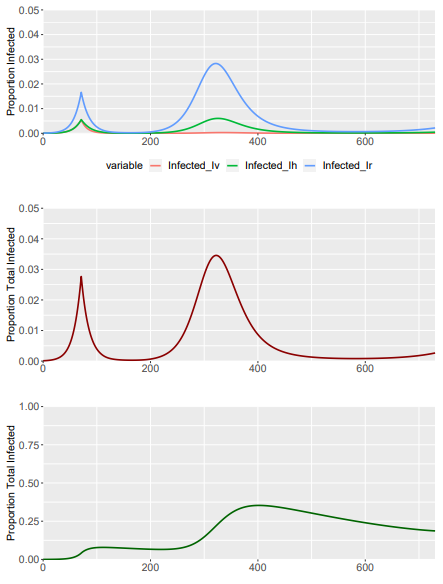 Proportion Infected
0.05
0.04
0.03
0.02
0.01
0.00
0 200 400 600
variable Infected_Iv Infected_Ih Infected_Ir
Proportion Total Infected
0.05
0.04
0.03
0.02
0.01
0.00
0 200 400 600
Proportion Total Infected
1.00
0.75
0.50
0.25
0.00
0 200 400 600